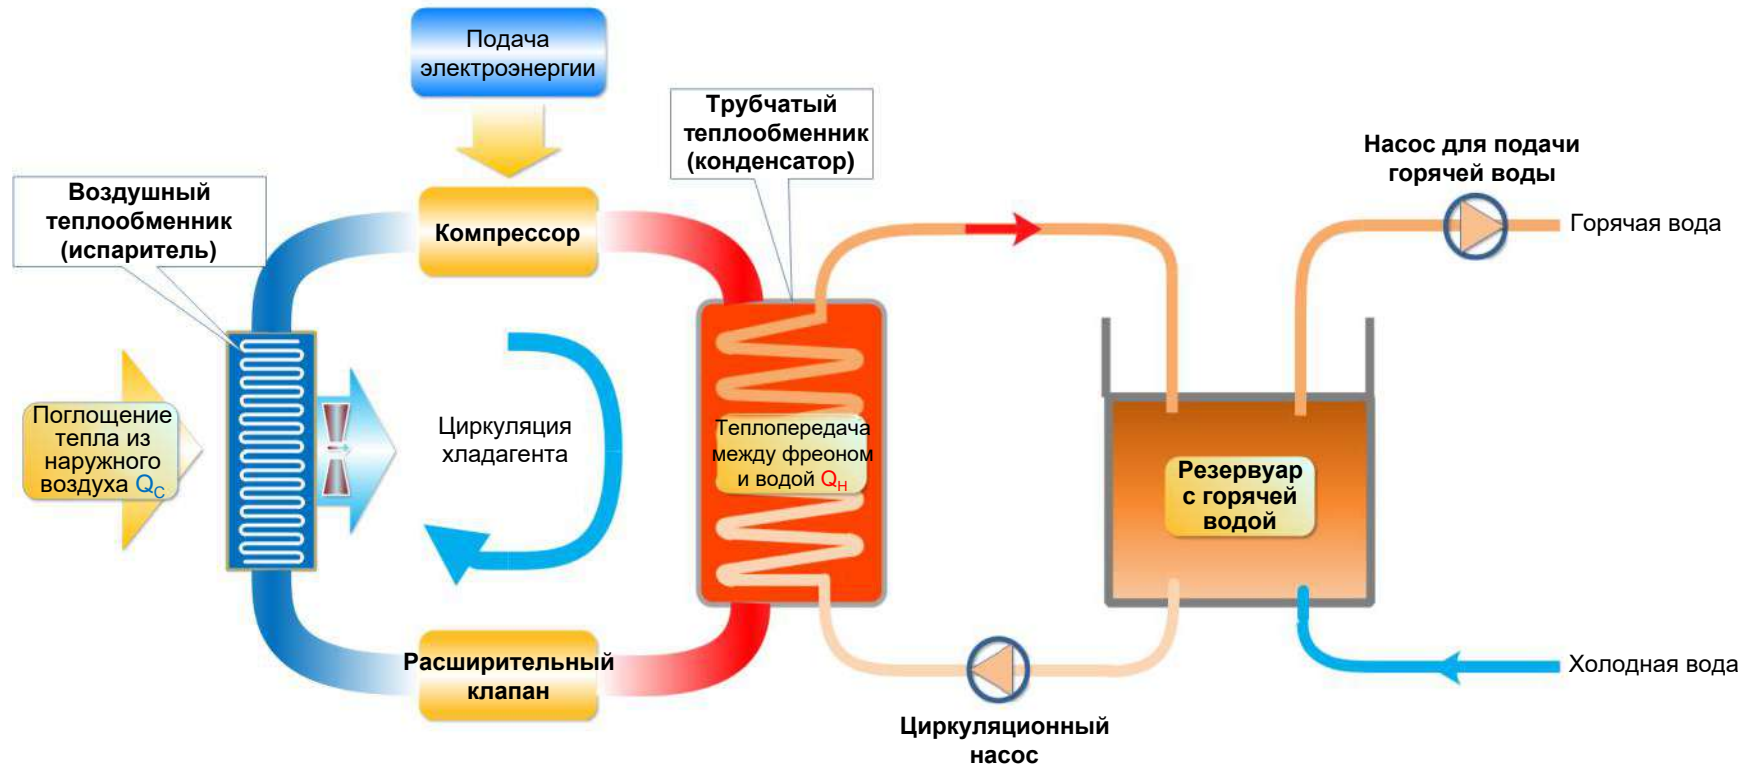 Подача
электроэнергии
Трубчатый
теплообменник
(конденсатор)
Насос для подачи
горячей воды
Воздушный
теплообменник
(испаритель)
Компрессор
Горячая вода
Поглощение
тепла из
наружного
воздуха QC
Циркуляция
хладагента
Теплопередача
между фреоном
и водой QH
Резервуар
с горячей
водой
Расширительный
клапан
Холодная вода
Циркуляционный
насос